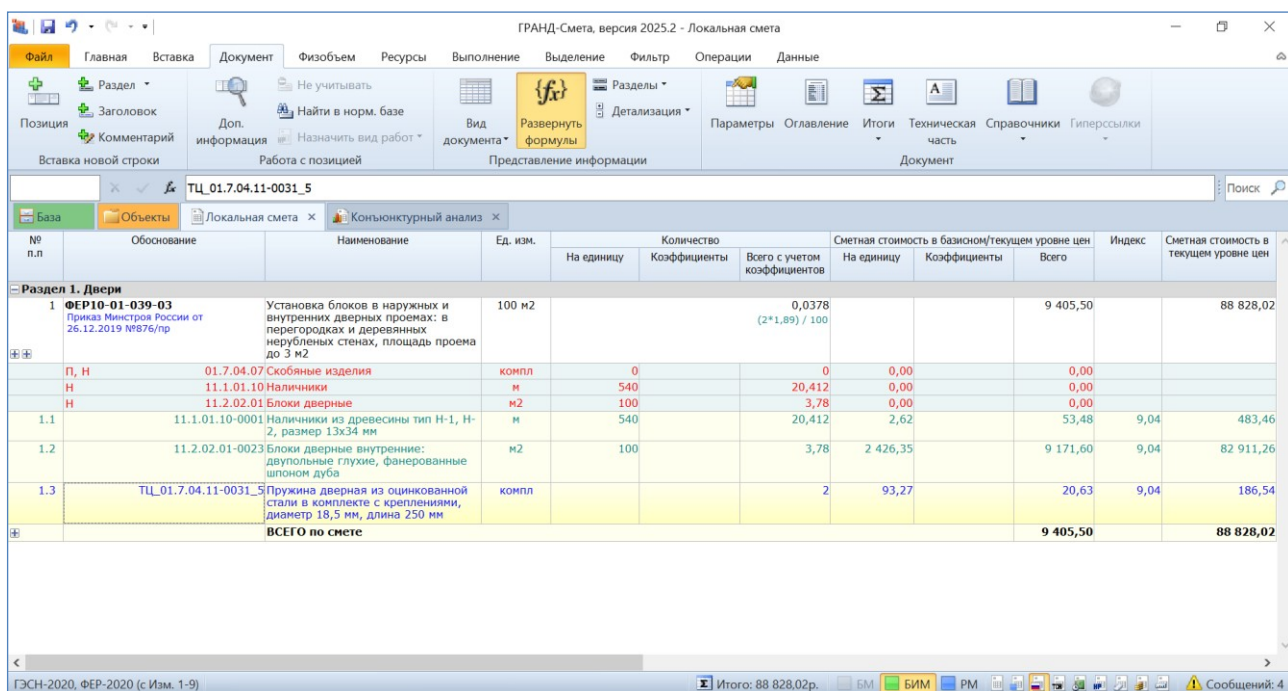 ГРАНД-Смета, версия 2025.2 - Локальная смета
Файл Главная Вставка Документ Физобъем Ресурсы Выполнение Выделение Фильтр Операции Данные
Позиция
Раздел
Заголовок
Комментарий
Вставка новой строки
Доп.
информация
Не учитывать
Найти в норм. базе
Назначить вид работ
Работа с позицией
Вид
документа
Развернуть
формулы
Разделы
Детализация
Представление информации
Параметры Оглавление Итоги Техническая
часть
Справочники Гиперссылки
Документ
fx ТЦ_01.7.04.11-0031_5
Поиск
База Объекты Локальная смета × Конъюнктурный анализ ×
№
п.п
Обоснование
Наименование
Ед. изм.
Количество
На единицу
Коэффициенты
Всего с учетом
коэффициентов
Сметная стоимость в базисном/текущем уровне цен
На единицу
Коэффициенты
Всего
Индекс
Сметная стоимость в
текущем уровне цен
Раздел 1. Двери
1 ФЕР10-01-039-03 Установка блоков в наружных и 100 м2 0,0378 9 405,50 88 828,02
Приказ Минстроя России от внутренних дверных проемах: в (2*1,89) / 100
26.12.2019 №876/пр перегородках и деревянных
нерубленых стенах, площадь проема
до 3 м2
П, Н 01.7.04.07 Скобяные изделия компл 0 0 0,00 0,00
Н 11.1.01.10 Наличники м 540 20,412 0,00 0,00
Н 11.2.02.01 Блоки дверные м2 100 3,78 0,00 0,00
1.1 11.1.01.10-0001 Наличники из древесины тип Н-1, Н- м 540 20,412 2,62 53,48 9,04 483,46
2, размер 13х34 мм
1.2 11.2.02.01-0023 Блоки дверные внутренние: м2 100 3,78 2 426,35 9 171,60 9,04 82 911,26
двупольные глухие, фанерованные
шпоном дуба
1.3 ТЦ_01.7.04.11-0031_5 Пружина дверная из оцинкованной компл 2 93,27 20,63 9,04 186,54
стали в комплекте с креплениями,
диаметр 18,5 мм, длина 250 мм
ВСЕГО по смете 9 405,50 88 828,02
ГЭСН-2020, ФЕР-2020 (с Изм. 1-9) Σ Итого: 88 828,02р. БМ БИМ РМ Сообщений: 4